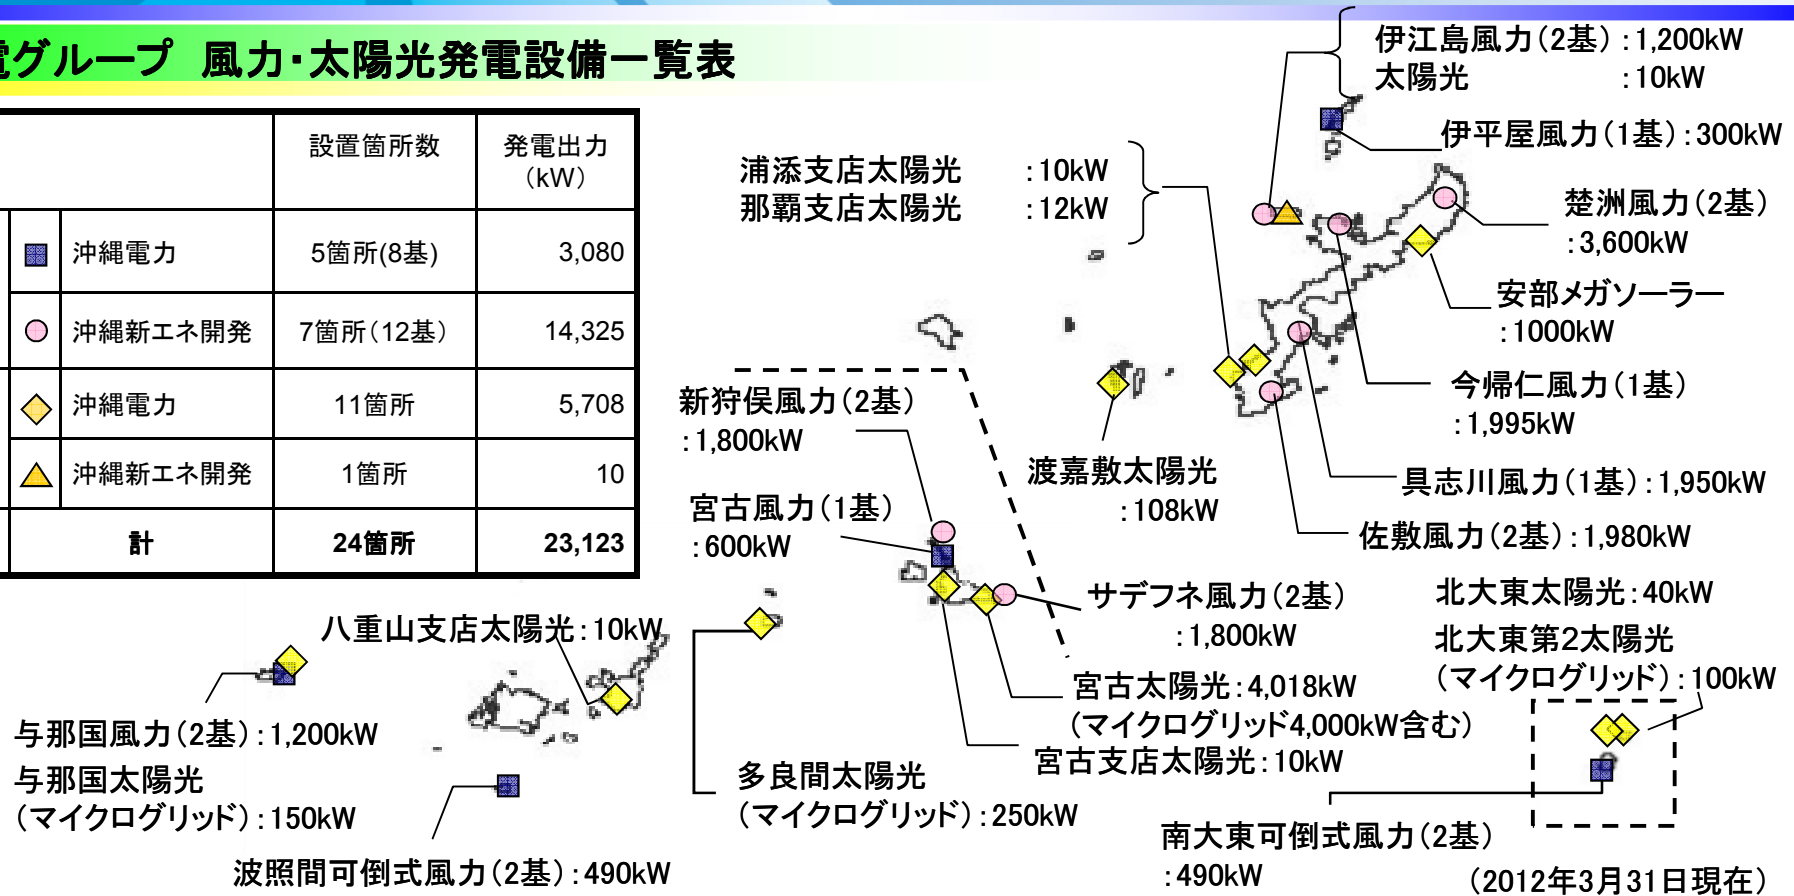 グループ 風力・太陽光発電設備一覧表
設置箇所数 発電出力
（kW）
沖縄電力 5箇所(8基) 3,080
沖縄新エネ開発 7箇所（12基） 14,325
沖縄電力 11箇所 5,708
沖縄新エネ開発 1箇所 10
計 24箇所 23,123
伊江島風力（2基）：1,200kW
太陽光 ：10kW
伊平屋風力（1基）：300kW
浦添支店太陽光 ：10kW
那覇支店太陽光 ：12kW
楚洲風力（2基）
：3,600kW
安部メガソーラー
：1000kW
今帰仁風力（1基）
：1,995kW
具志川風力（1基）：1,950kW
佐敷風力（2基）：1,980kW
渡嘉敷太陽光
：108kW
新狩俣風力（2基）
：1,800kW
宮古風力（1基）
：600kW
サデフネ風力（2基）
：1,800kW
宮古太陽光：4,018kW
（マイクログリッド4,000kW含む）
宮古支店太陽光：10kW
北大東太陽光：40kW
北大東第2太陽光
（マイクログリッド）：100kW
八重山支店太陽光：10kW
与那国風力（2基）：1,200kW
与那国太陽光
（マイクログリッド）：150kW
多良間太陽光
（マイクログリッド）：250kW
波照間可倒式風力（2基）：490kW
南大東可倒式風力（2基）
：490kW
（2012年3月31日現在）